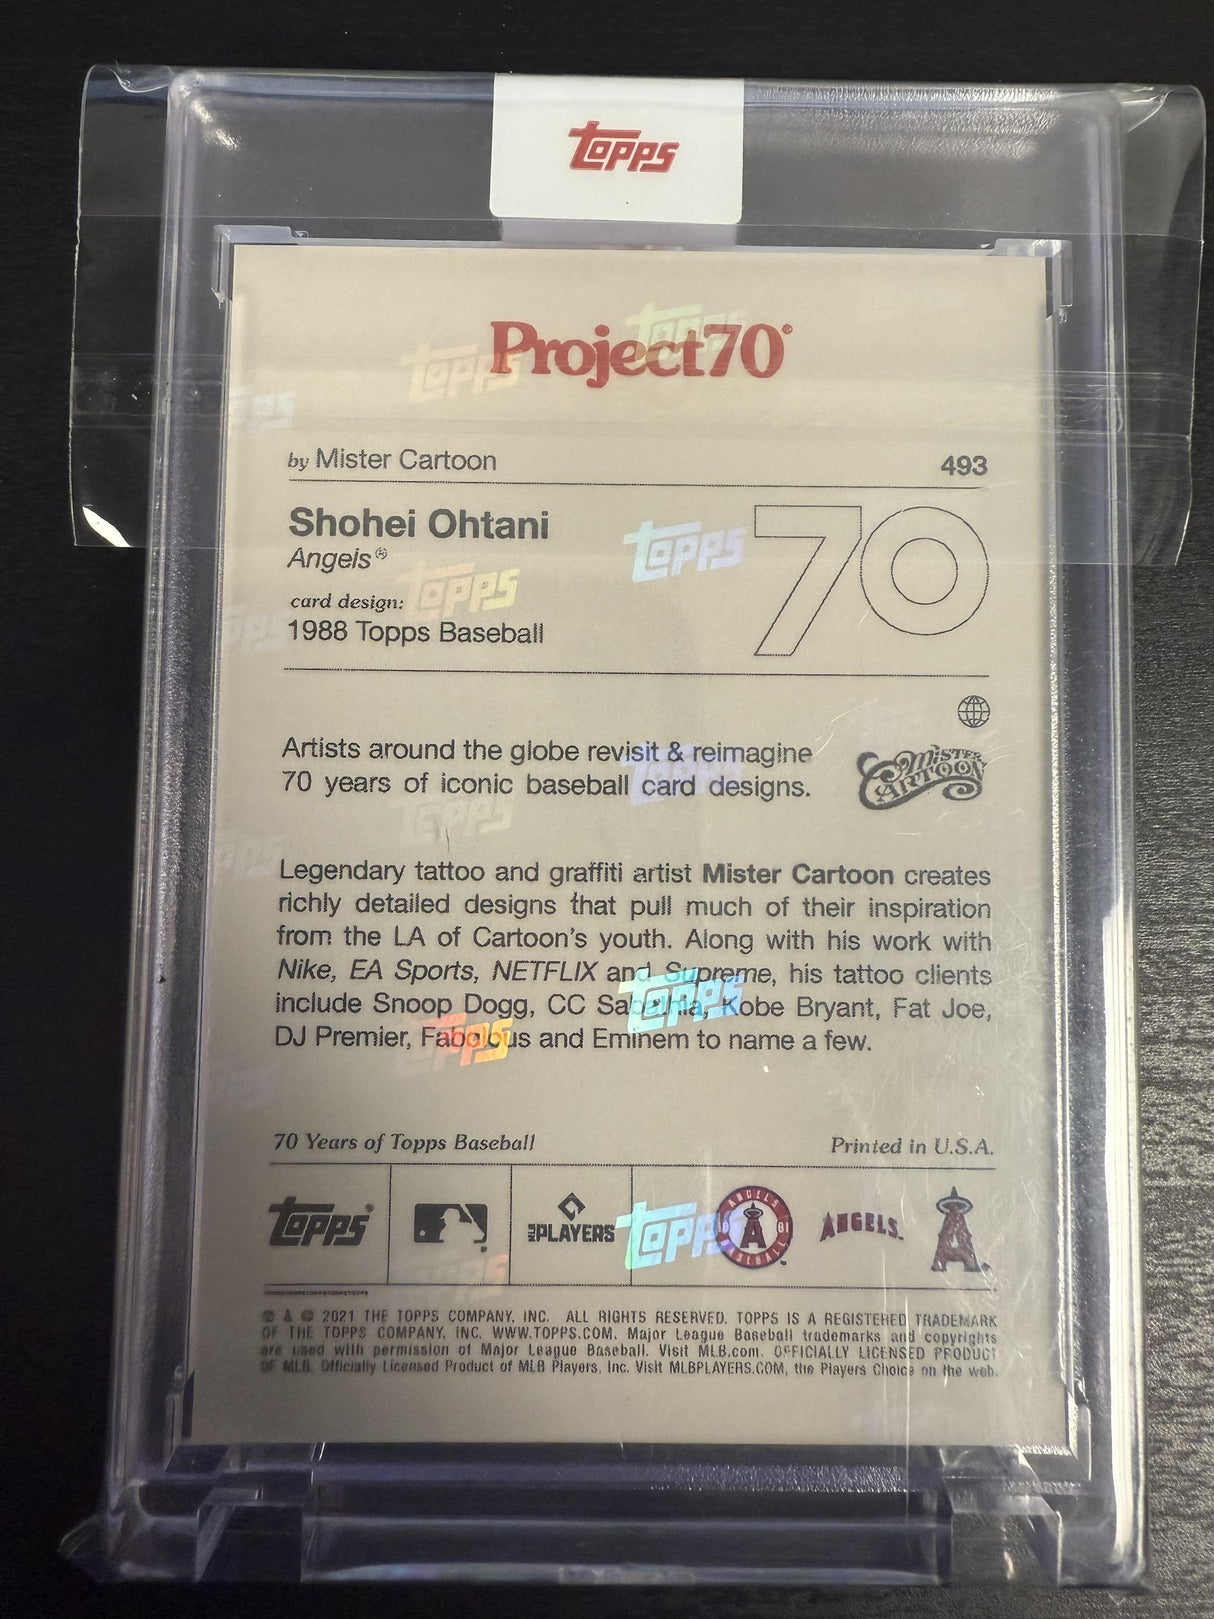 Topps
Project70®
by Mister Cartoon 493
Shohei Ohtani
Angels®
card design:
1988 Topps Baseball
70
Artists around the globe revisit & reimagine
70 years of iconic baseball card designs.
Mister
Cartoon
Legendary tattoo and graffiti artist Mister Cartoon creates
richly detailed designs that pull much of their inspiration
from the LA of Cartoon's youth. Along with his work with
Nike, EA Sports, NETFLIX and Supreme, his tattoo clients
include Snoop Dogg, CC Sabathia, Kobe Bryant, Fat Joe,
DJ Premier, Fabolous and Eminem to name a few.
70 Years of Topps Baseball Printed in U.S.A.
Topps® MLB PLAYERS ANGELS BASEBALL 61 ANGELS. A
® & © 2021 THE TOPPS COMPANY, INC. ALL RIGHTS RESERVED. TOPPS IS A REGISTERED TRADEMARK
OF THE TOPPS COMPANY, INC. WWW.TOPPS.COM. Major League Baseball trademarks and copyrights
are used with permission of Major League Baseball. Visit MLB.com. OFFICIALLY LICENSED PRODUCT
OF MLB. Officially Licensed Product of MLB Players, Inc. Visit MLBPLAYERS.COM, the Players Choice on the web.